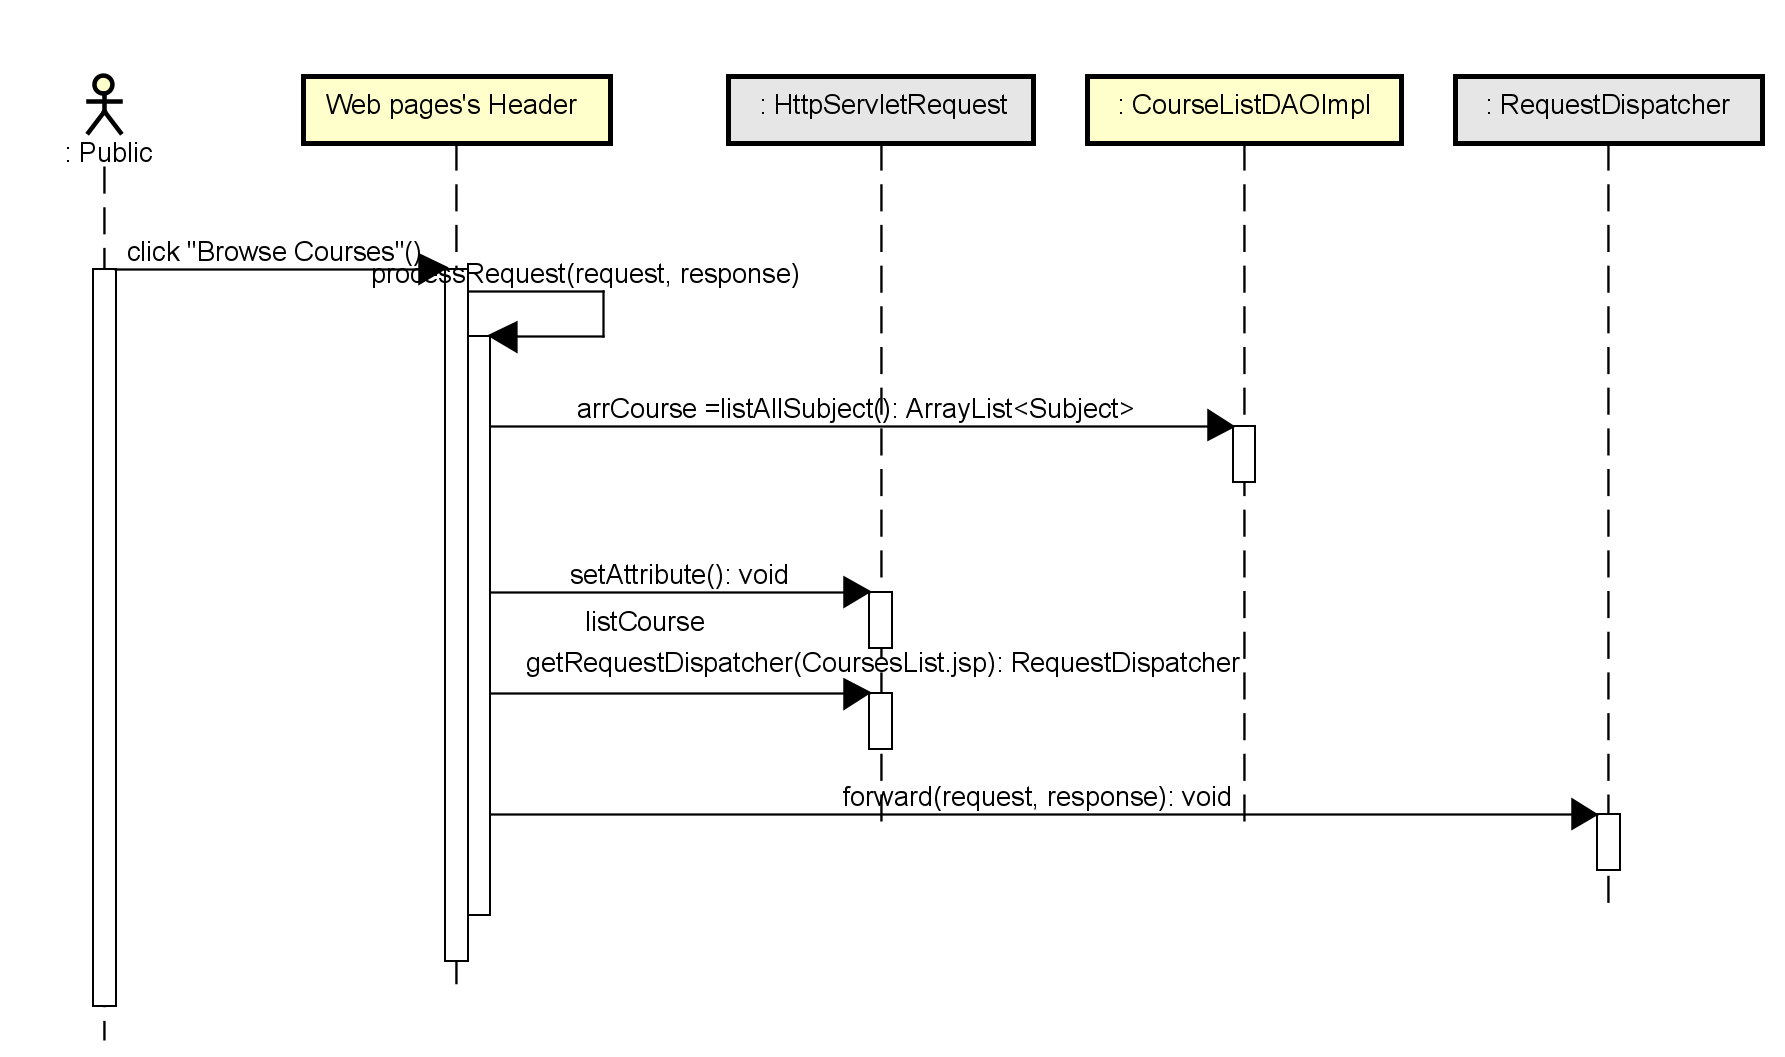 : Public
Web pages's Header
: HttpServletRequest
: CourseListDAOImpl
: RequestDispatcher
click "Browse Courses"()
processRequest(request, response)
arrCourse =listAllSubject(): ArrayList<Subject>
setAttribute(): void
listCourse
getRequestDispatcher(CoursesList.jsp): RequestDispatcher
forward(request, response): void